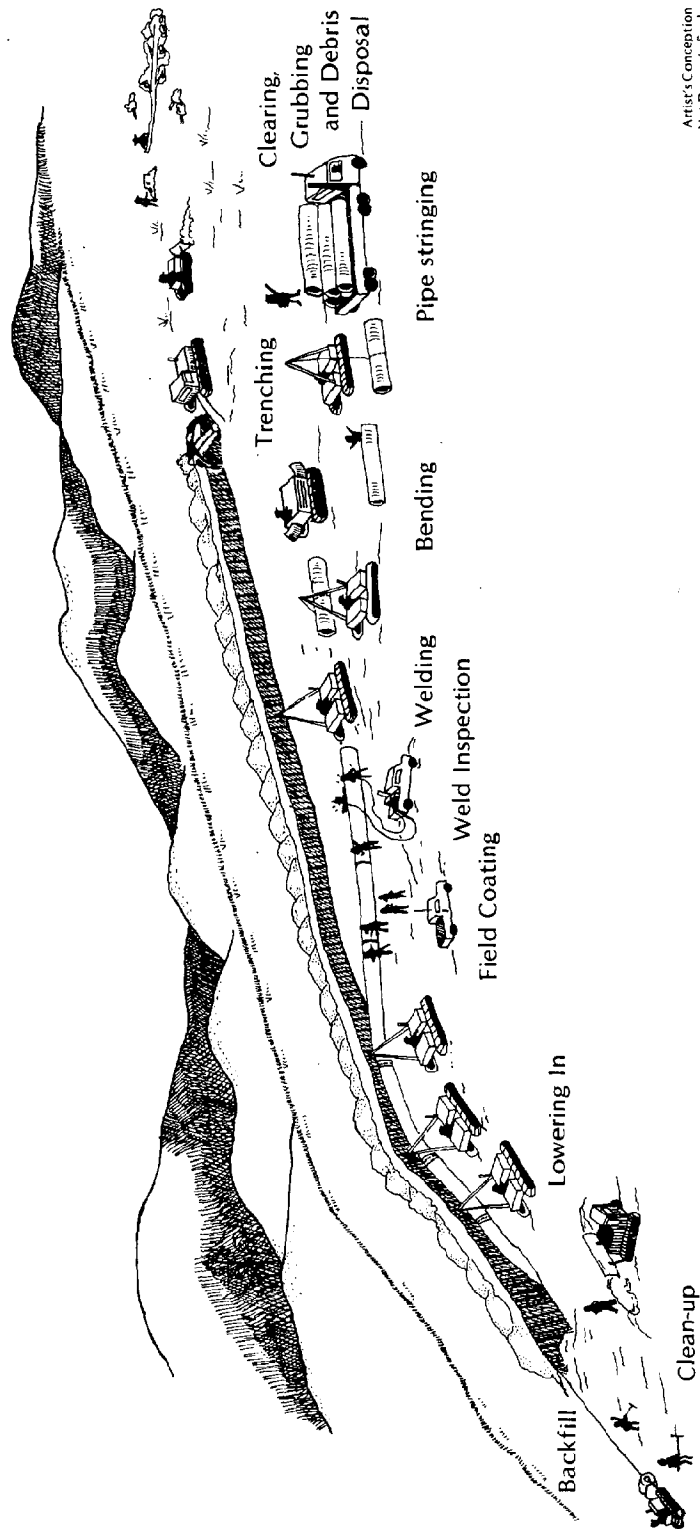 Clearing,
Grubbing
and Debris
Disposal
Pipe stringing
Trenching
Bending
Welding
Weld Inspection
Field Coating
Lowering In
Backfill
Clean-up
Artist's Conception